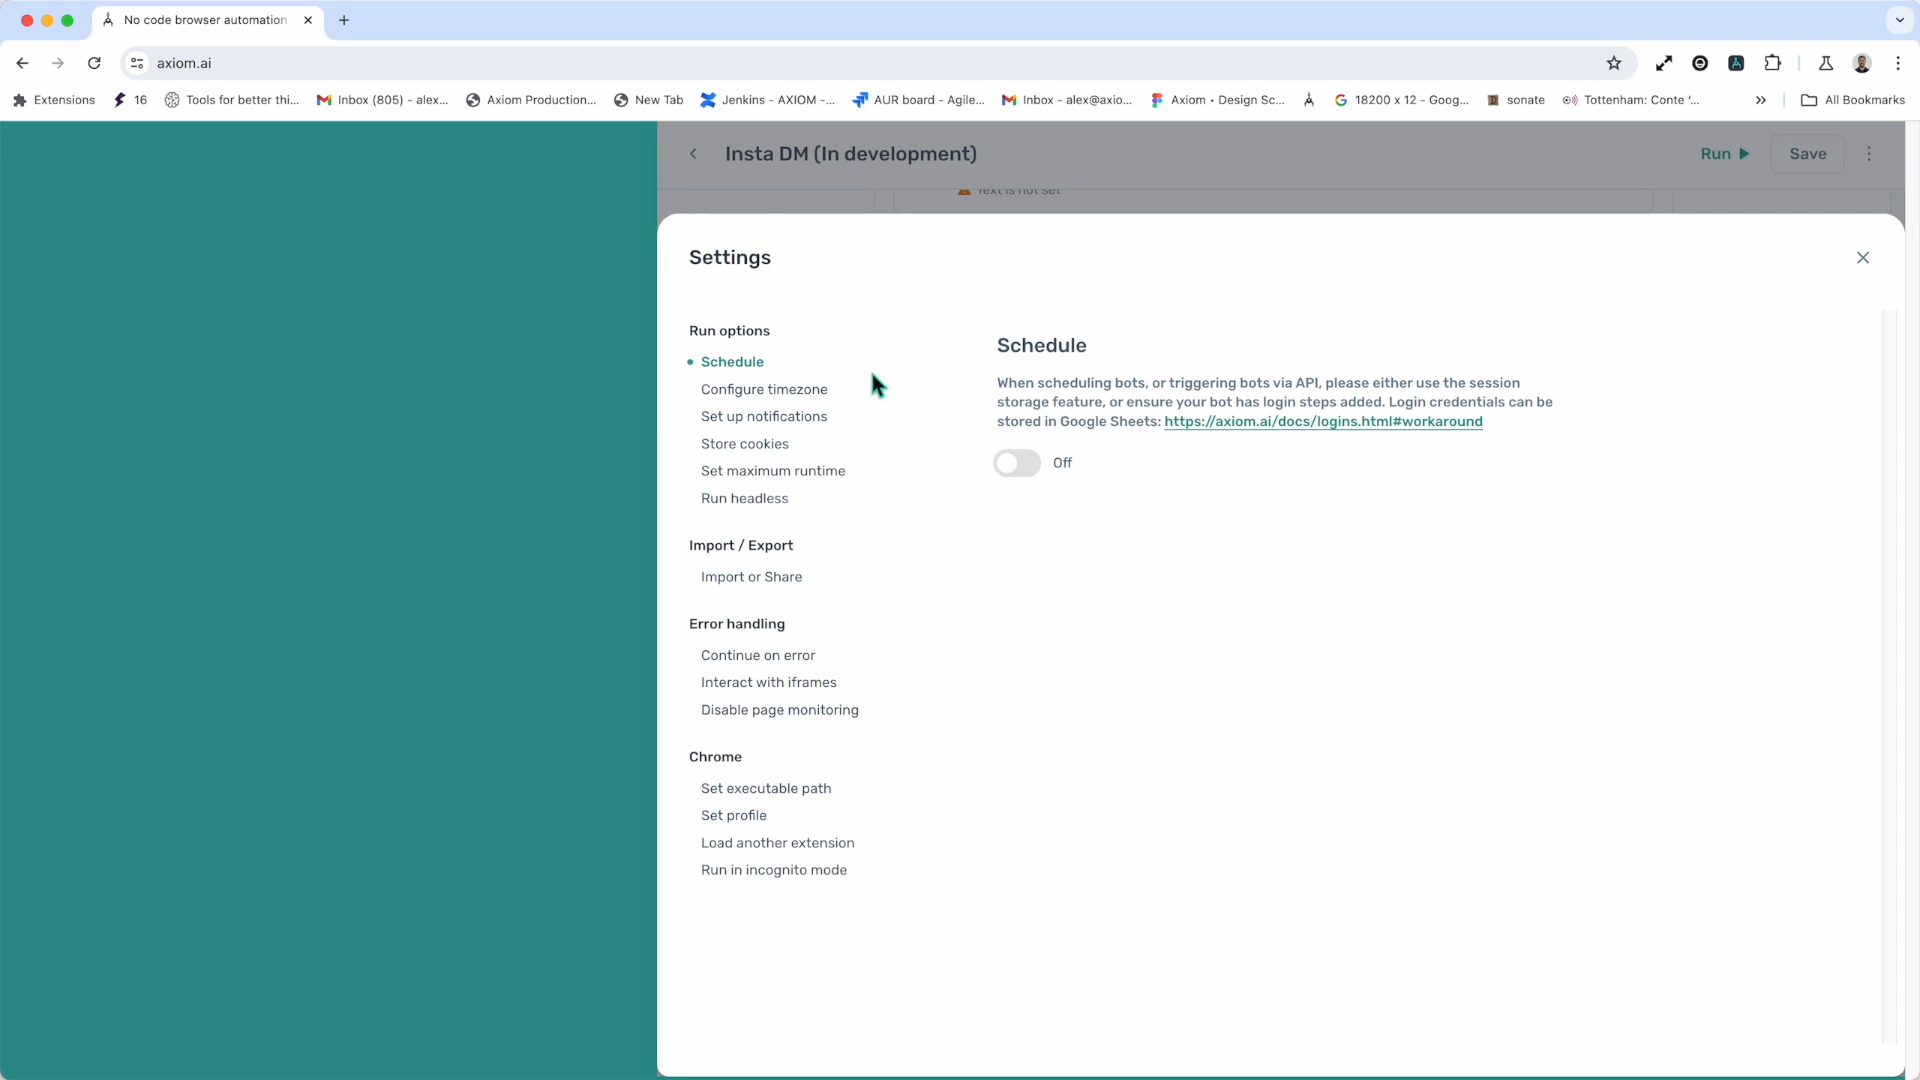 No code browser automation
axiom.ai
Extensions
16
Tools for better thi...
Inbox (805) - alex...
Axiom Production...
New Tab
Jenkins - AXIOM -...
AUR board - Agile...
Inbox - alex@axio...
Axiom • Design Sc...
18200 x 12 - Goog...
sonate
Tottenham: Conte ‘...
All Bookmarks
Insta DM (In development)
Run
Save
Text is not set
Settings
Run options
Schedule
Configure timezone
Set up notifications
Store cookies
Set maximum runtime
Run headless
Import / Export
Import or Share
Error handling
Continue on error
Interact with iframes
Disable page monitoring
Chrome
Set executable path
Set profile
Load another extension
Run in incognito mode
Schedule
When scheduling bots, or triggering bots via API, please either use the session
storage feature, or ensure your bot has login steps added. Login credentials can be
stored in Google Sheets: https://axiom.ai/docs/logins.html#workaround
Off